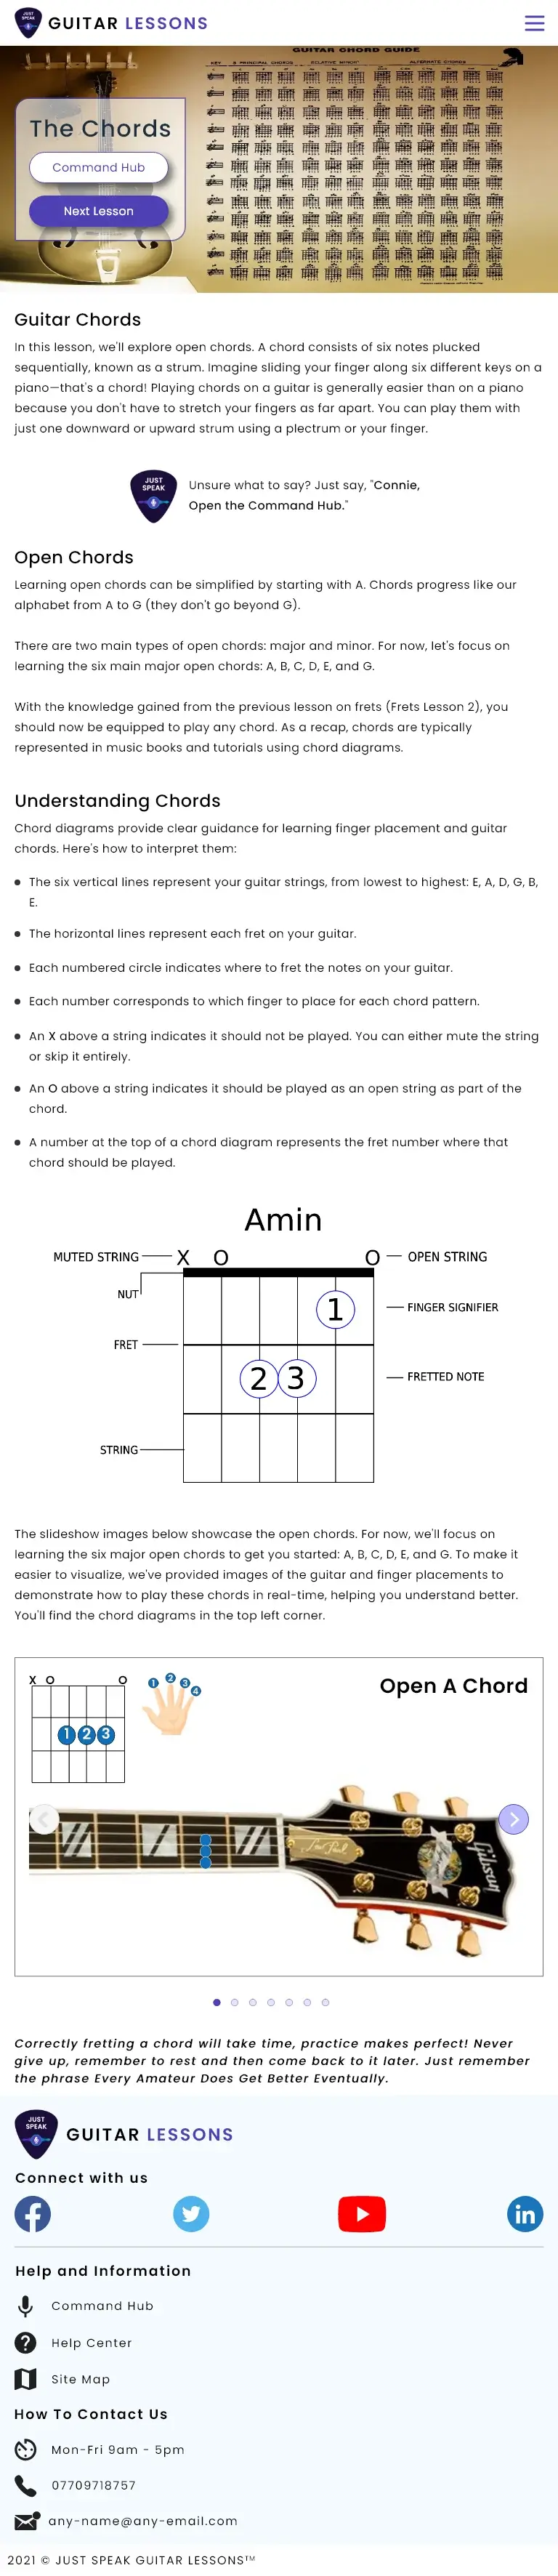 JUST
SPEAK
GUITAR LESSONS
GUITAR CHORD GUIDE
The Chords
Command Hub
Next Lesson
Guitar Chords
In this lesson, we'll explore open chords. A chord consists of six notes plucked
sequentially, known as a strum. Imagine sliding your finger along six different keys on a
piano—that's a chord! Playing chords on a guitar is generally easier than on a piano
because you don't have to stretch your fingers as far apart. You can play them with
just one downward or upward strum using a plectrum or your finger.
JUST
SPEAK
Unsure what to say? Just say, "Connie,
Open the Command Hub."
Open Chords
Learning open chords can be simplified by starting with A. Chords progress like our
alphabet from A to G (they don't go beyond G).
There are two main types of open chords: major and minor. For now, let's focus on
learning the six main major open chords: A, B, C, D, E, and G.
With the knowledge gained from the previous lesson on frets (Frets Lesson 2), you
should now be equipped to play any chord. As a recap, chords are typically
represented in music books and tutorials using chord diagrams.
Understanding Chords
Chord diagrams provide clear guidance for learning finger placement and guitar
chords. Here's how to interpret them:
The six vertical lines represent your guitar strings, from lowest to highest: E, A, D, G, B,
E.
The horizontal lines represent each fret on your guitar.
Each numbered circle indicates where to fret the notes on your guitar.
Each number corresponds to which finger to place for each chord pattern.
An X above a string indicates it should not be played. You can either mute the string
or skip it entirely.
An O above a string indicates it should be played as an open string as part of the
chord.
A number at the top of a chord diagram represents the fret number where that
chord should be played.
Amin
MUTED STRING X O O OPEN STRING
NUT
1 FINGER SIGNIFIER
FRET
2 3 FRETTED NOTE
STRING
The slideshow images below showcase the open chords. For now, we'll focus on
learning the six major open chords to get you started: A, B, C, D, E, and G. To make it
easier to visualize, we've provided images of the guitar and finger placements to
demonstrate how to play these chords in real-time, helping you understand better.
You'll find the chord diagrams in the top left corner.
X O O
1 2 3
1 2 3 4
Open A Chord
Les Paul
Gibson
Correctly fretting a chord will take time, practice makes perfect! Never
give up, remember to rest and then come back to it later. Just remember
the phrase Every Amateur Does Get Better Eventually.
JUST
SPEAK
GUITAR LESSONS
Connect with us
Help and Information
Command Hub
Help Center
Site Map
How To Contact Us
Mon-Fri 9am - 5pm
07709718757
any-name@any-email.com
2021 © JUST SPEAK GUITAR LESSONS™